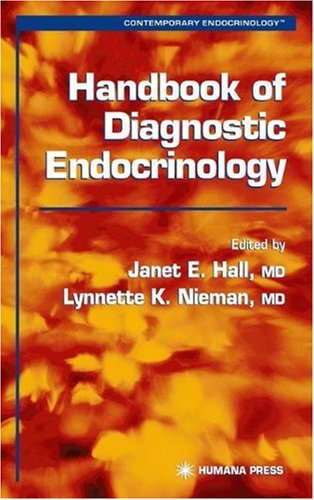 CONTEMPORARY ENDOCRINOLOGY™
Handbook of
Diagnostic
Endocrinology
Edited by
Janet E. Hall, MD
Lynnette K. Nieman, MD
HUMANA PRESS